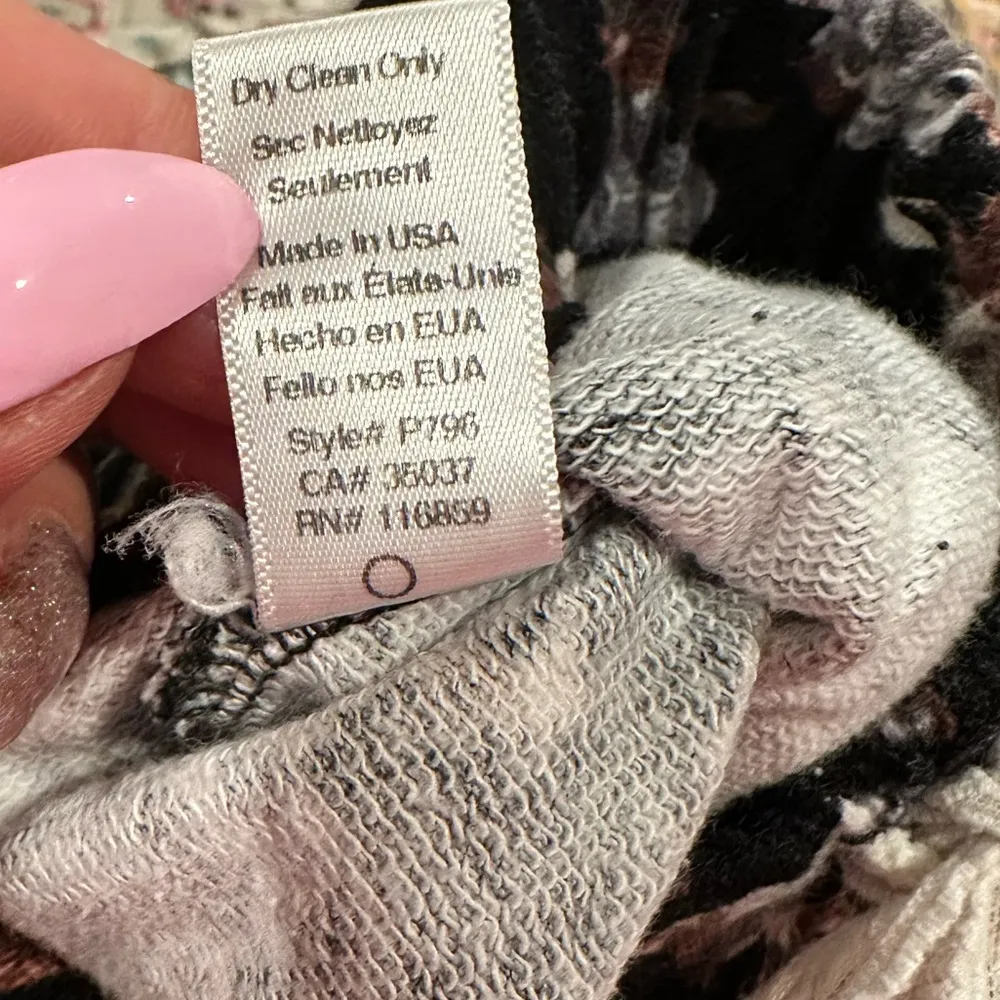 Dry Clean Only
Sec Nettoyez
Seulement
Made In USA
Fait aux États-Unis
Hecho en EUA
Feito nos EUA
Style# P796
CA# 35037
RN# 116859